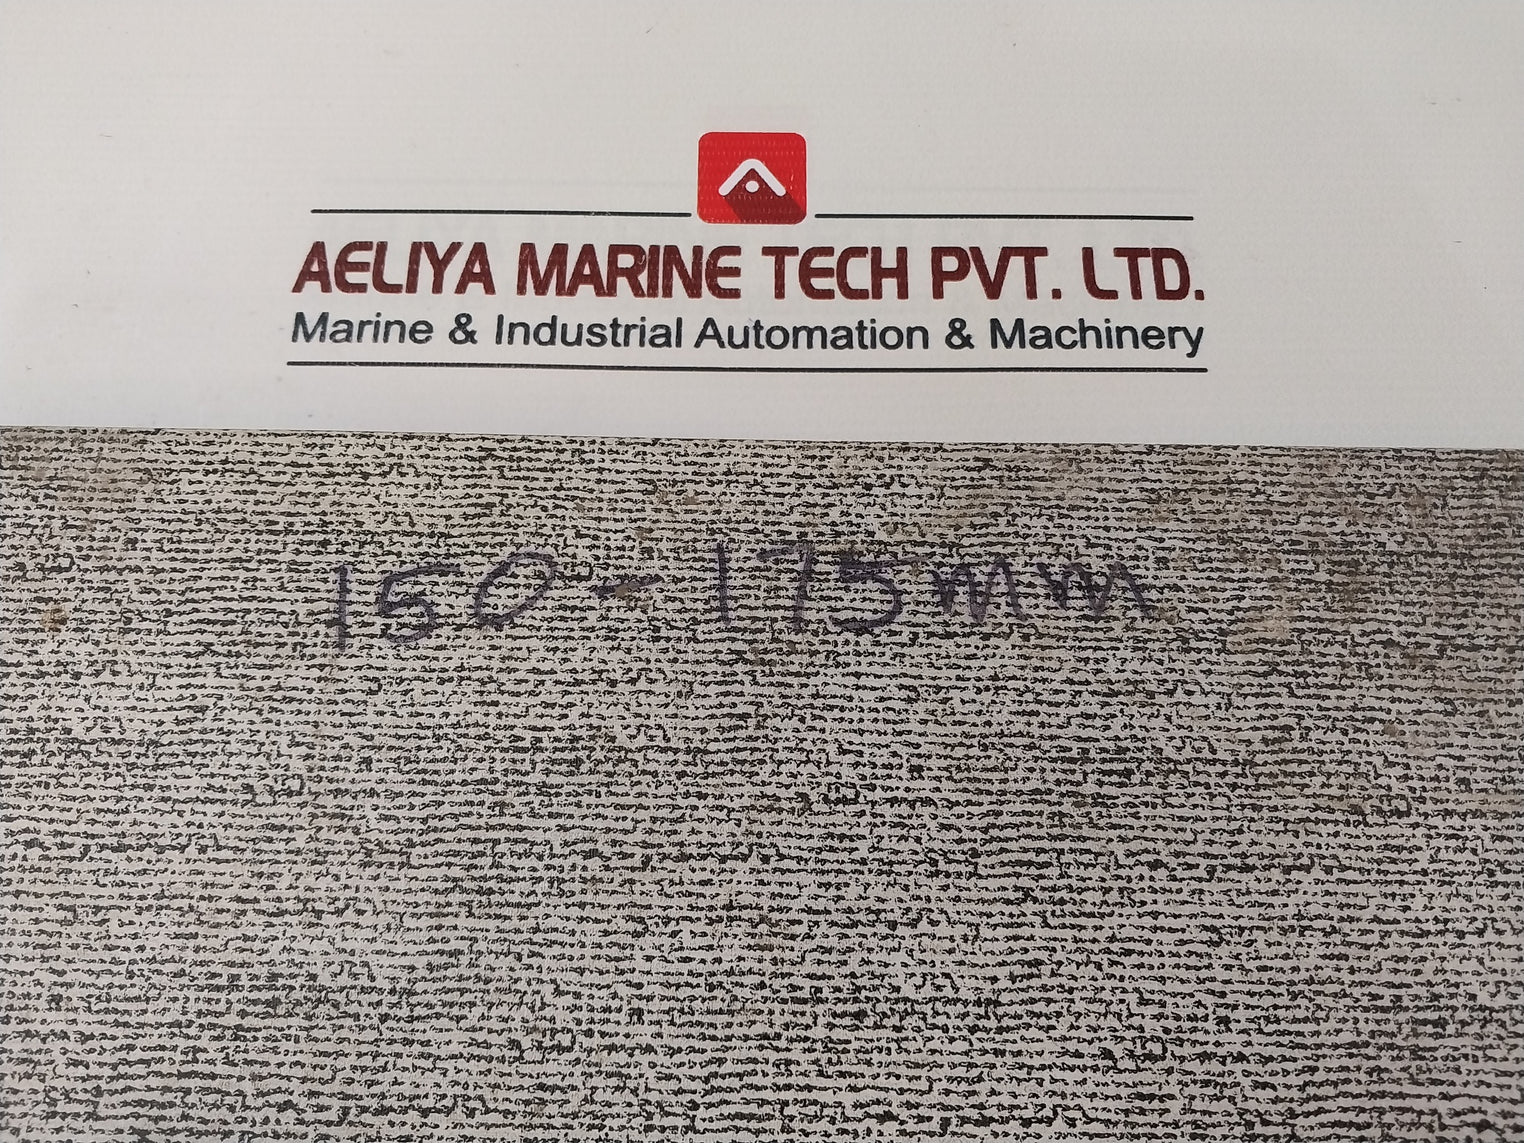 AELIYA MARINE TECH PVT. LTD.
Marine & Industrial Automation & Machinery
150-175mm